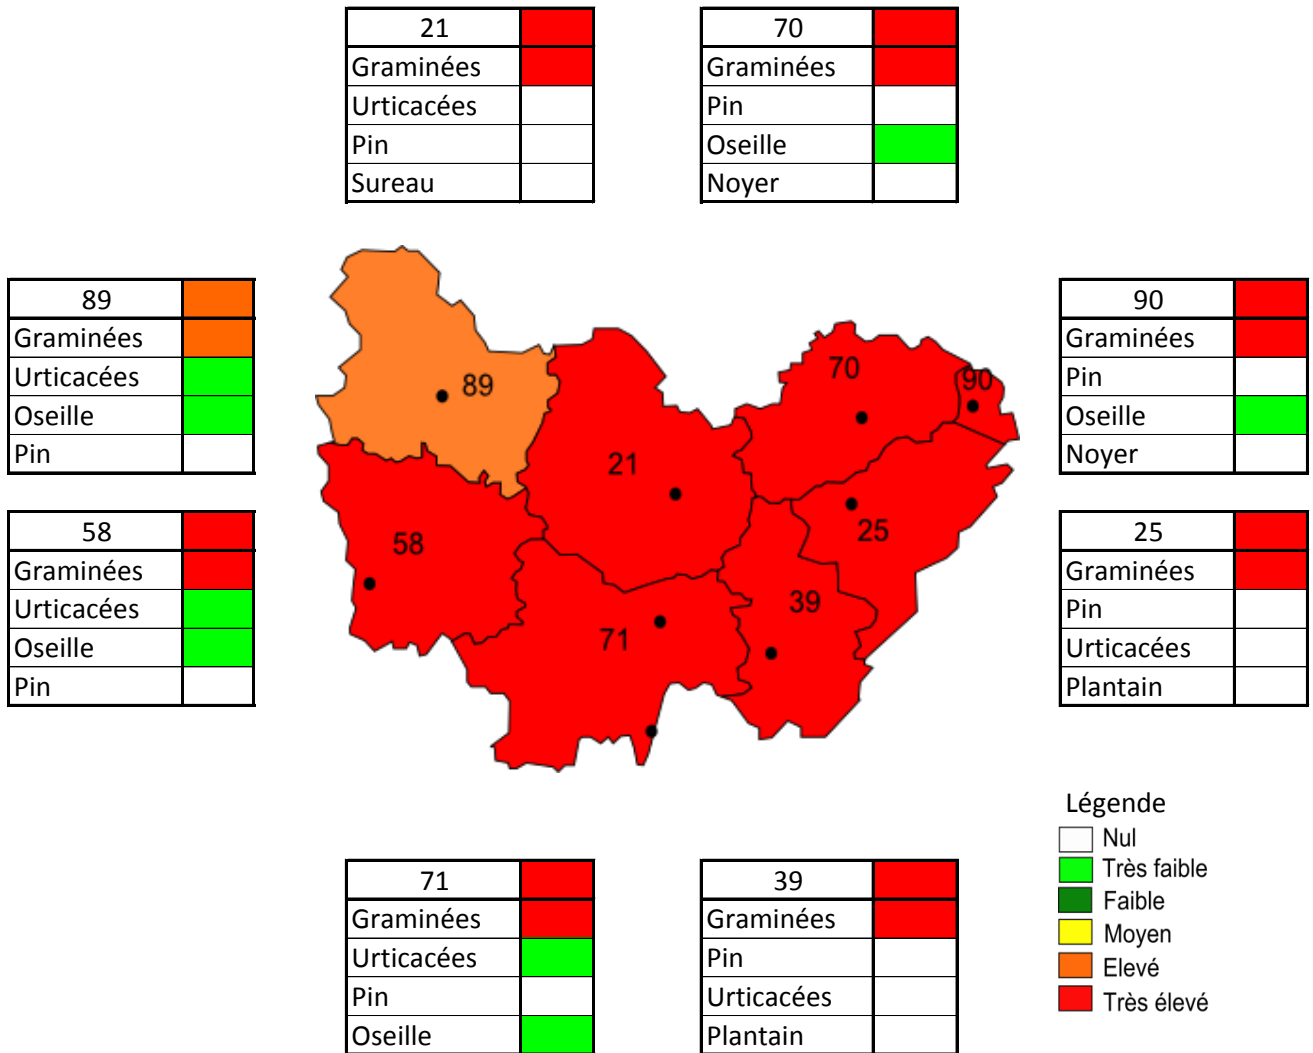 21
Graminées
Urticacées
Pin
Sureau
70
Graminées
Pin
Oseille
Noyer
89
Graminées
Urticacées
Oseille
Pin
58
Graminées
Urticacées
Oseille
Pin
89
21
70
90
58
25
39
71
90
Graminées
Pin
Oseille
Noyer
25
Graminées
Pin
Urticacées
Plantain
71
Graminées
Urticacées
Pin
Oseille
39
Graminées
Pin
Urticacées
Plantain
Légende
Nul
Très faible
Faible
Moyen
Elevé
Très élevé